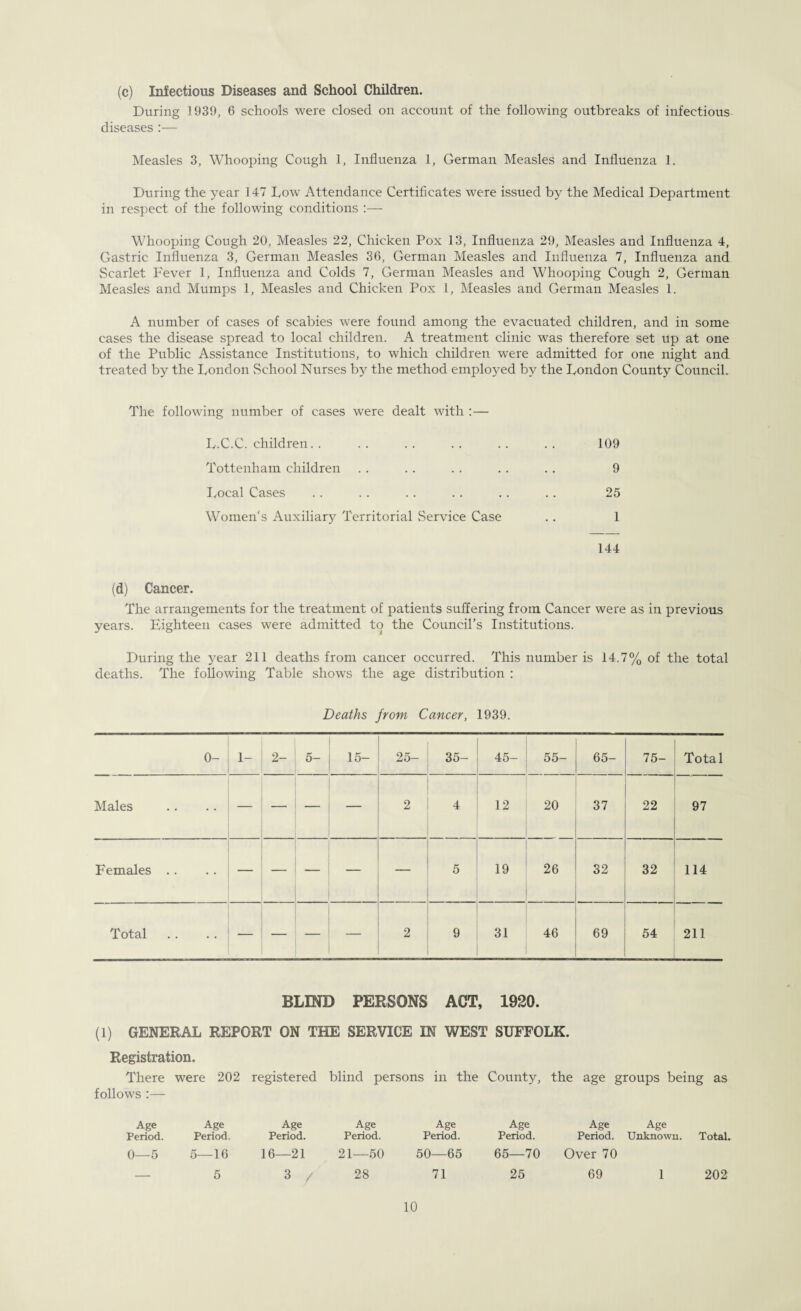 (c) Infectious Diseases and School Children.
During 1939, 6 schools were closed on account of the following outbreaks of infectious
diseases :—
Measles 3, Whooping Cough 1, Influenza 1, German Measles and Influenza 1.
During the year 147 Low Attendance Certificates were issued by the Medical Department
in respect of the following conditions :—
Whooping Cough 20, Measles 22, Chicken Pox 13, Influenza 29, Measles and Influenza 4,
Gastric Influenza 3, German Measles 36, German Measles and Influenza 7, Influenza and
Scarlet Fever 1, Influenza and Colds 7, German Measles and Whooping Cough 2, German
Measles and Mumps 1, Measles and Chicken Pox 1, Measles and German Measles 1.
A number of cases of scabies were found among the evacuated children, and in some
cases the disease spread to local children. A treatment clinic was therefore set up at one
of the Public Assistance Institutions, to which children were admitted for one night and
treated by the London School Nurses by the method employed by the London County Council.
The following number of cases were dealt with :—
L.C.C. children . . . . . . . . . . . . 109
Tottenham children . . . . . . . . . . 9
Local Cases . . . . . . . . . . . . 25
Women's Auxiliary Territorial Service Case . . 1
144
(d) Cancer.
The arrangements for the treatment of patients suffering from Cancer were as in previous
years. Eighteen cases were admitted to the Council's Institutions.
During the year 211 deaths from cancer occurred. This number is 14.7% of the total
deaths. The following Table shows the age distribution :
Deaths from Cancer, 1939.
0- 1- 2- 5- 15- 25- 35- 45- 55- 65- 75- Total
Males . . . . — — — — 2 4 12 20 37 22 97
Females . . . . — — — — — 5 19 26 32 32 114
Total . . . . — — — — 2 9 31 46 69 54 211
BLIND PERSONS ACT, 1920.
(1) GENERAL REPORT ON THE SERVICE IN WEST SUFFOLK.
Registration.
There were 202 registered blind persons in the County, the age groups being as
follows :—
Age Age Age Age Age Age Age Age
Period. Period. Period. Period. Period. Period. Period. Unknown. Total.
0—5 5—16 16—21 21—50 50—65 65—70 Over 70
— 5 3 / 28 71 25 69 1 202
10